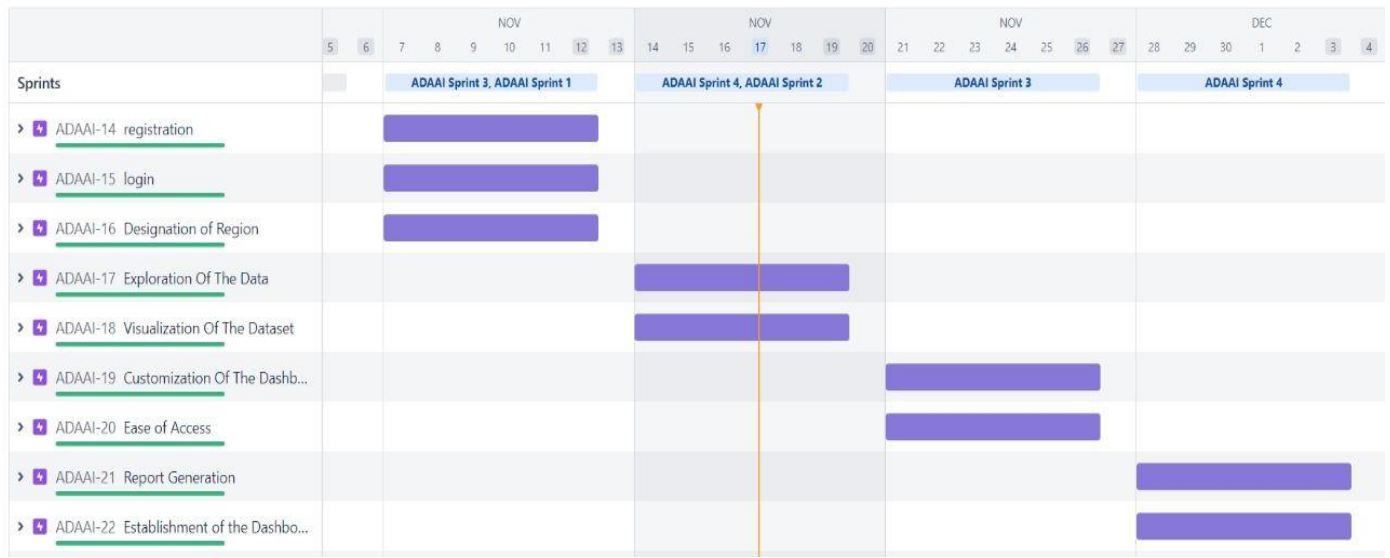 NOV NOV NOV DEC
5 6 7 8 9 10 11 12 13 14 15 16 17 18 19 20 21 22 23 24 25 26 27 28 29 30 1 2 3 4
Sprints ADAAI Sprint 3, ADAAI Sprint 1 ADAAI Sprint 4, ADAAI Sprint 2 ADAAI Sprint 3 ADAAI Sprint 4
ADAAI-14 registration
ADAAI-15 login
ADAAI-16 Designation of Region
ADAAI-17 Exploration Of The Data
ADAAI-18 Visualization Of The Dataset
ADAAI-19 Customization Of The Dashb...
ADAAI-20 Ease of Access
ADAAI-21 Report Generation
ADAAI-22 Establishment of the Dashbo...